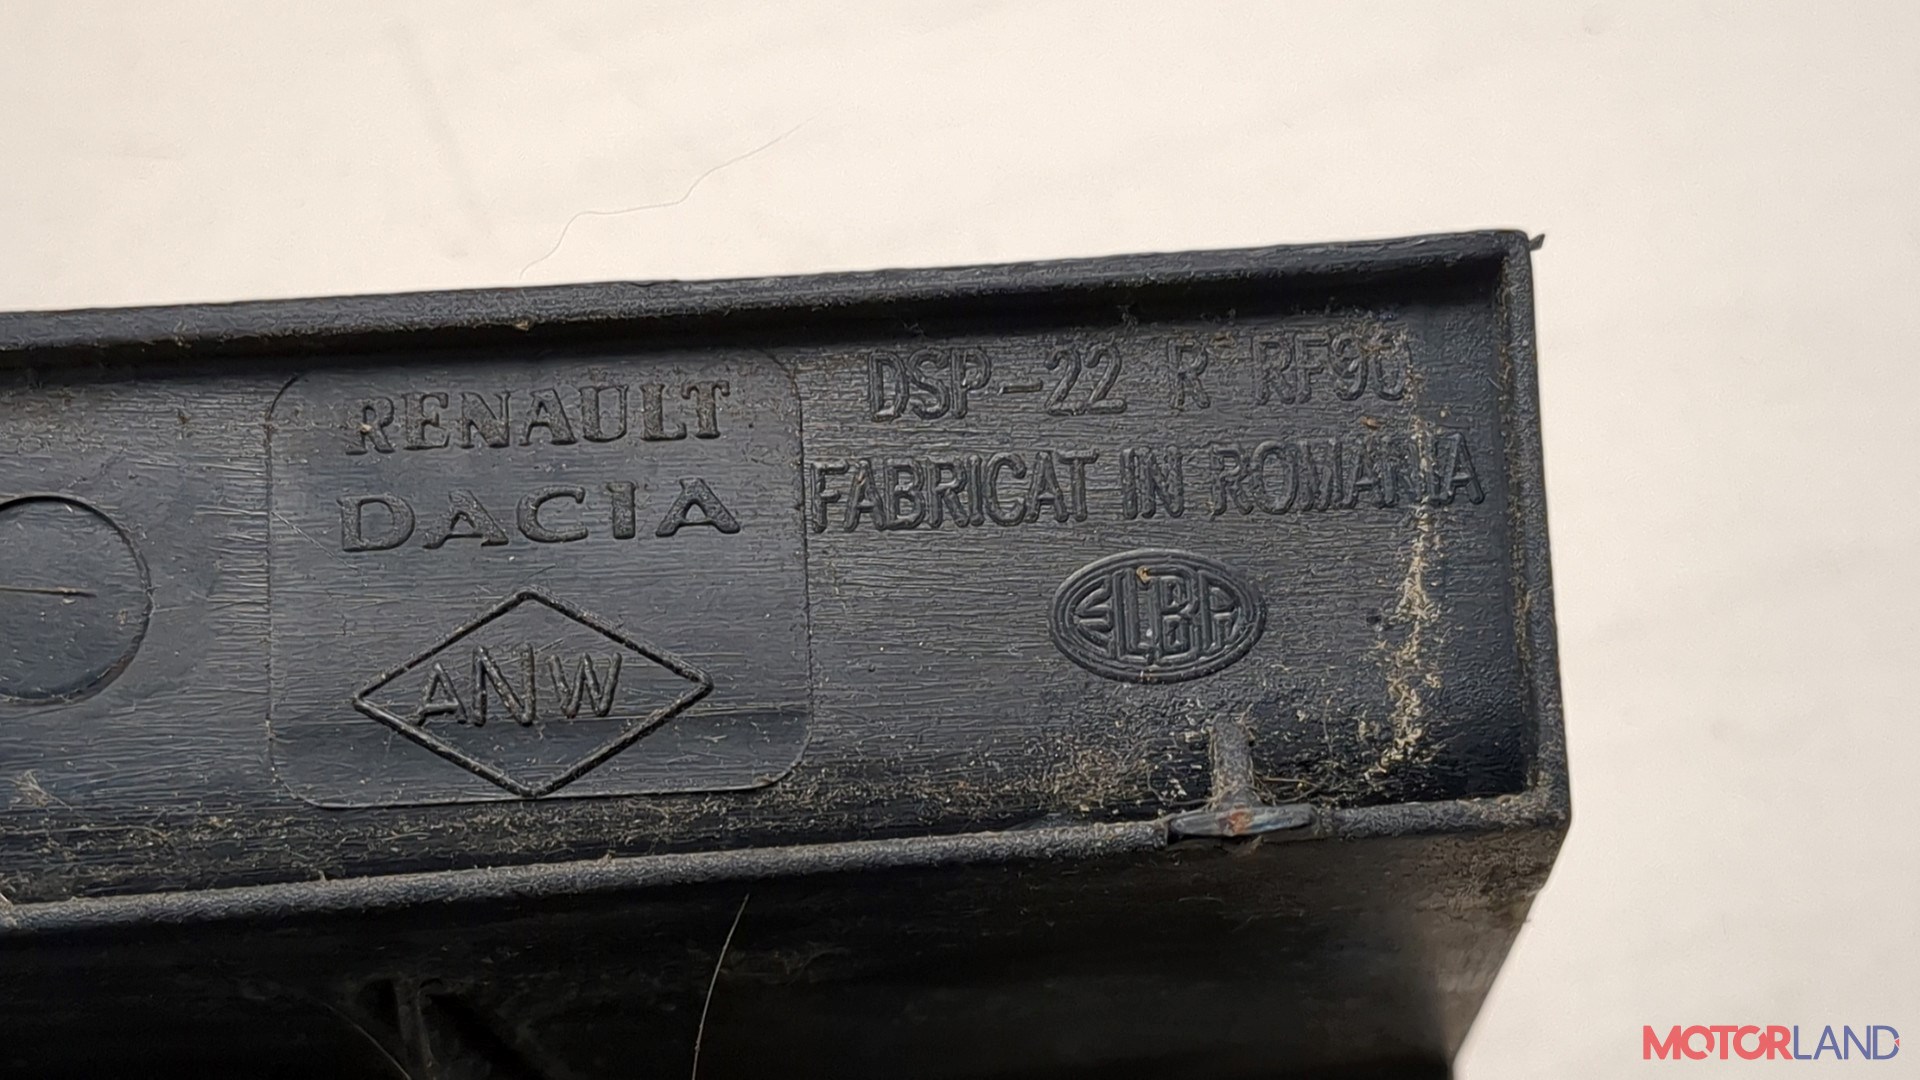 RENAULT
DACIA
ANW
DSP-22 R RF90
FABRICAT IN ROMANIA
ELBA
MOTORLAND